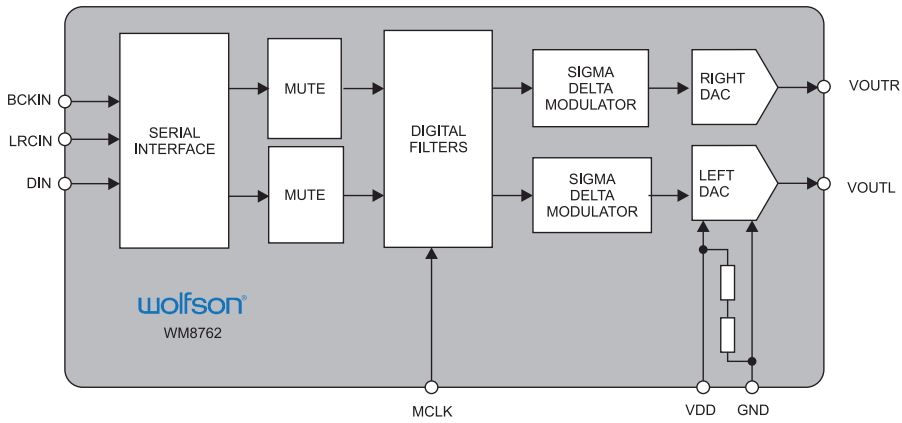 BCKIN
LRCIN
DIN
SERIAL
INTERFACE
MUTE
MUTE
DIGITAL
FILTERS
SIGMA
DELTA
MODULATOR
SIGMA
DELTA
MODULATOR
RIGHT
DAC
LEFT
DAC
VOUTR
VOUTL
wolfson®
WM8762
MCLK
VDD
GND